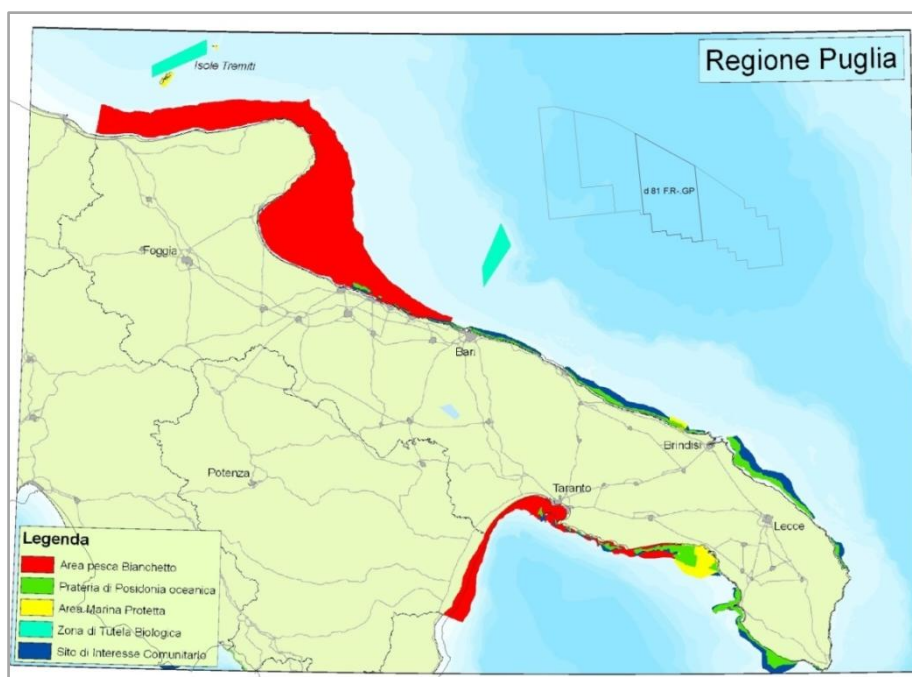 Regione Puglia
Isole Tremiti
d 81 F.R-.GP
Foggia
Bari
Brindisi
Potenza
Taranto
Lecce
Legenda
Area pesca Bianchetto
Prateria di Posidonia oceanica
Area Marina Protetta
Zona di Tutela Biologica
Sito di Interesse Comunitario